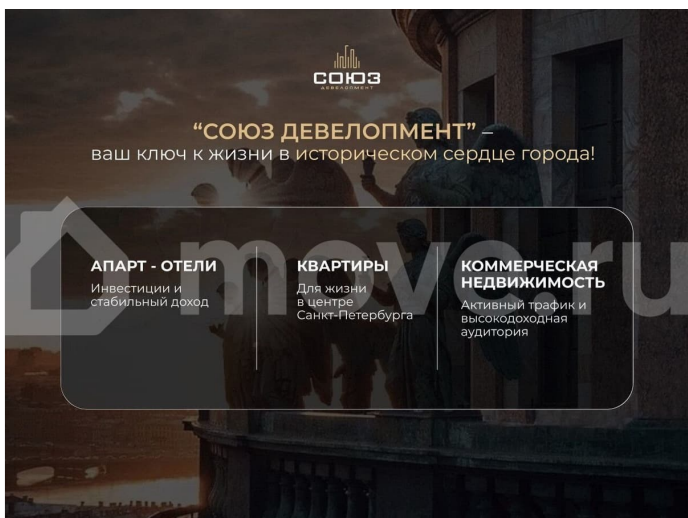 СОЮЗ
ДЕВЕЛОПМЕНТ
“СОЮЗ ДЕВЕЛОПМЕНТ” –
ваш ключ к жизни в историческом сердце города!
move.ru
АПАРТ - ОТЕЛИ
Инвестиции и
стабильный доход
КВАРТИРЫ
Для жизни
в центре
Санкт-Петербурга
КОММЕРЧЕСКАЯ
НЕДВИЖИМОСТЬ
Активный трафик и
высокодоходная
аудитория